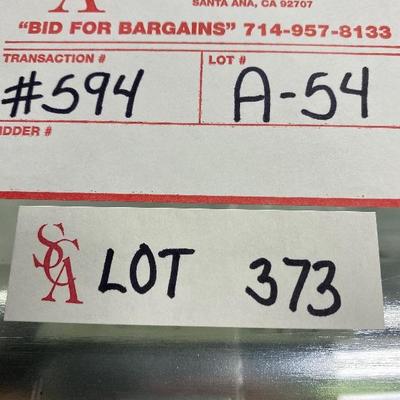 A
SANTA ANA, CA 92707
"BID FOR BARGAINS" 714-957-8133
TRANSACTION # LOT #
#594 A-54
IDDER #
SCA LOT 373